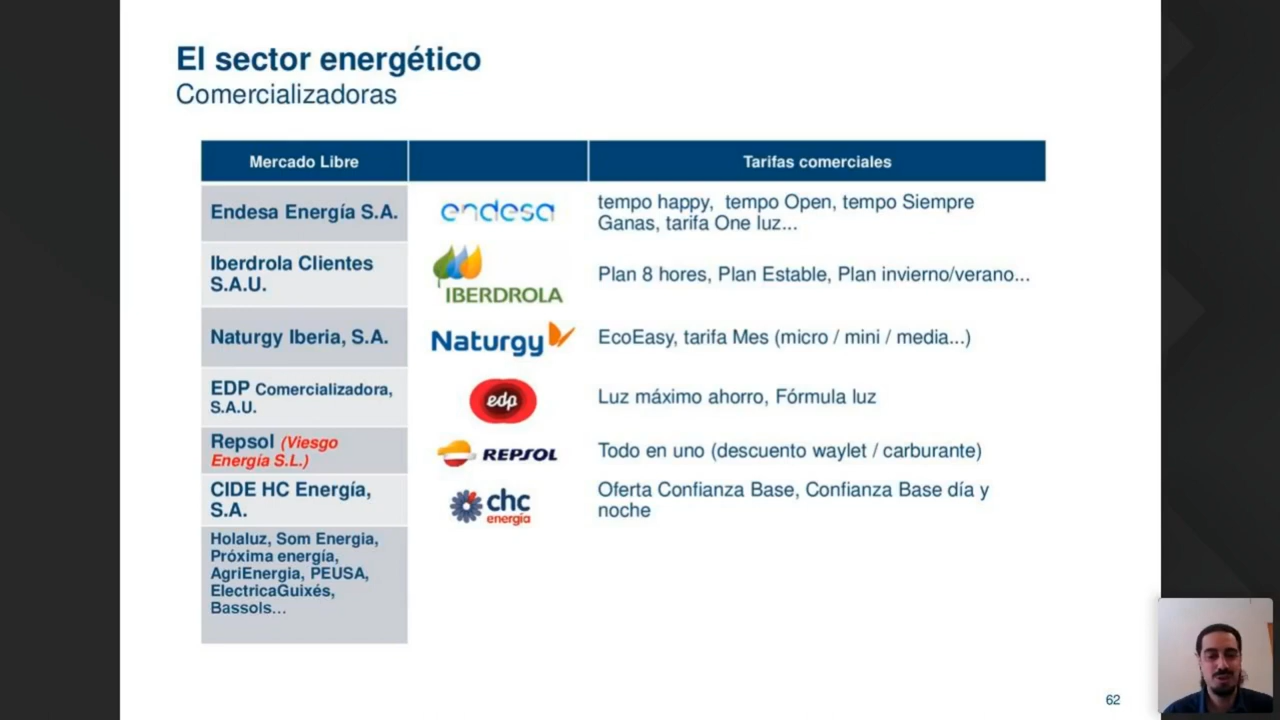 El sector energético
Comercializadoras
Mercado Libre
Tarifas comerciales
Endesa Energía S.A.
endesa
tempo happy, tempo Open, tempo Siempre
Ganas, tarifa One luz...
Iberdrola Clientes
S.A.U.
IBERDROLA
Plan 8 hores, Plan Estable, Plan invierno/verano...
Naturgy Iberia, S.A.
Naturgy
EcoEasy, tarifa Mes (micro / mini / media...)
EDP Comercializadora,
S.A.U.
edp
Luz máximo ahorro, Fórmula luz
Repsol (Viesgo
Energía S.L.)
REPSOL
Todo en uno (descuento waylet / carburante)
CIDE HC Energía,
S.A.
chc
energía
Oferta Confianza Base, Confianza Base día y
noche
Holaluz, Som Energia,
Próxima energía,
AgriEnergia, PEUSA,
ElectricaGuixés,
Bassols...
62